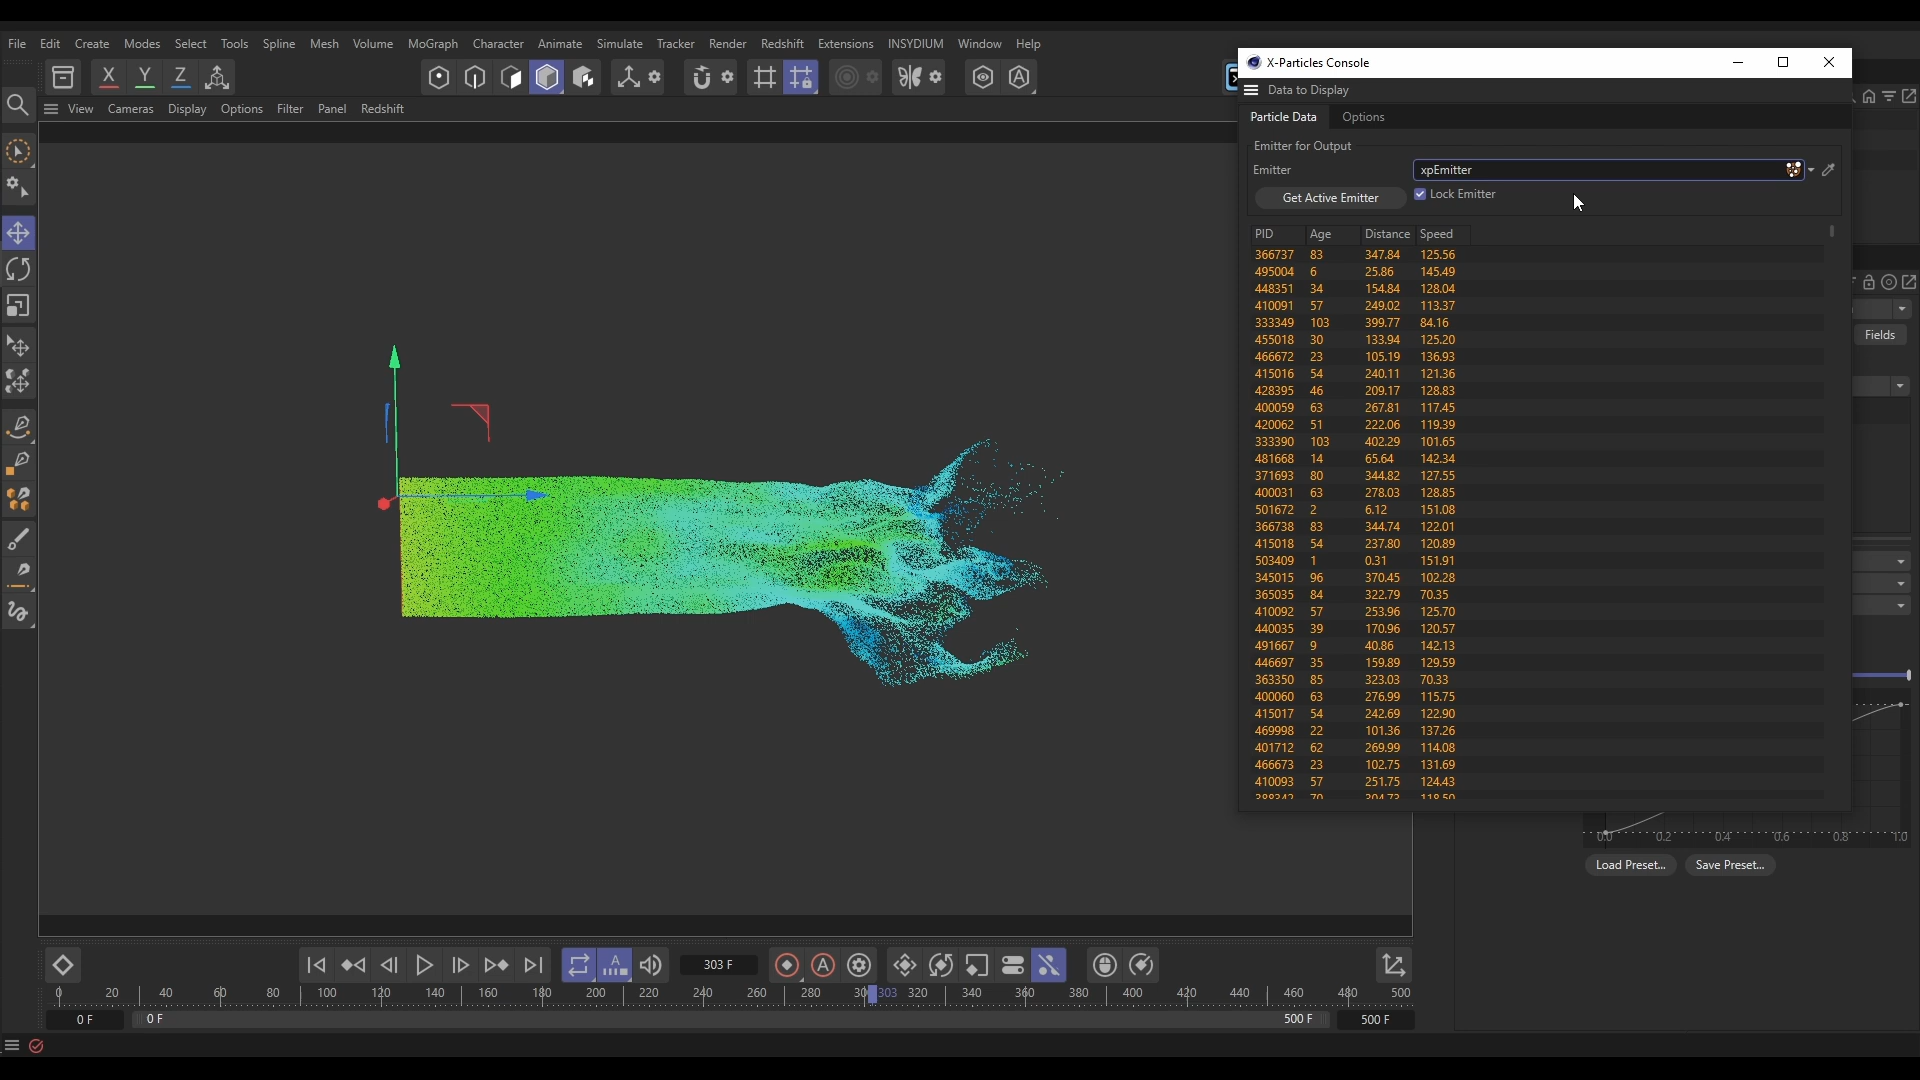 File Edit Create Modes Select Tools Spline Mesh Volume MoGraph Character Animate Simulate Tracker Render Redshift Extensions INSYDIUM Window Help
X Y Z
View Cameras Display Options Filter Panel Redshift
X-Particles Console
Data to Display
Particle Data Options
Emitter for Output
Emitter xpEmitter
Get Active Emitter Lock Emitter
PID Age Distance Speed
366737 83 347.84 125.56
495004 6 25.86 145.49
448351 34 154.84 128.04
410091 57 249.02 113.37
333349 103 399.77 84.16
455018 30 133.94 125.20
466672 23 105.19 136.93
415016 54 240.11 121.36
428395 46 209.17 128.83
400059 63 267.81 117.45
420062 51 222.06 119.39
333390 103 402.29 101.65
481668 14 65.64 142.34
371693 80 344.82 127.55
400031 63 278.03 128.85
501672 2 6.12 151.08
366738 83 344.74 122.01
415018 54 237.80 120.89
503409 1 0.31 151.91
345015 96 370.45 102.28
365035 84 322.79 70.35
410092 57 253.96 125.70
440035 39 170.96 120.57
491667 9 40.86 142.13
446697 35 159.89 129.59
363350 85 323.03 70.33
400060 63 276.99 115.75
415017 54 242.69 122.90
469998 22 101.36 137.26
401712 62 269.99 114.08
466673 23 102.75 131.69
410093 57 251.75 124.43
388342 70 304.73 118.50
Fields
0.0 0.2 0.4 0.6 0.8 1.0
Load Preset... Save Preset...
303 F
0 20 40 60 80 100 120 140 160 180 200 220 240 260 280 30 303 320 340 360 380 400 420 440 460 480 500
0 F 0 F 500 F 500 F